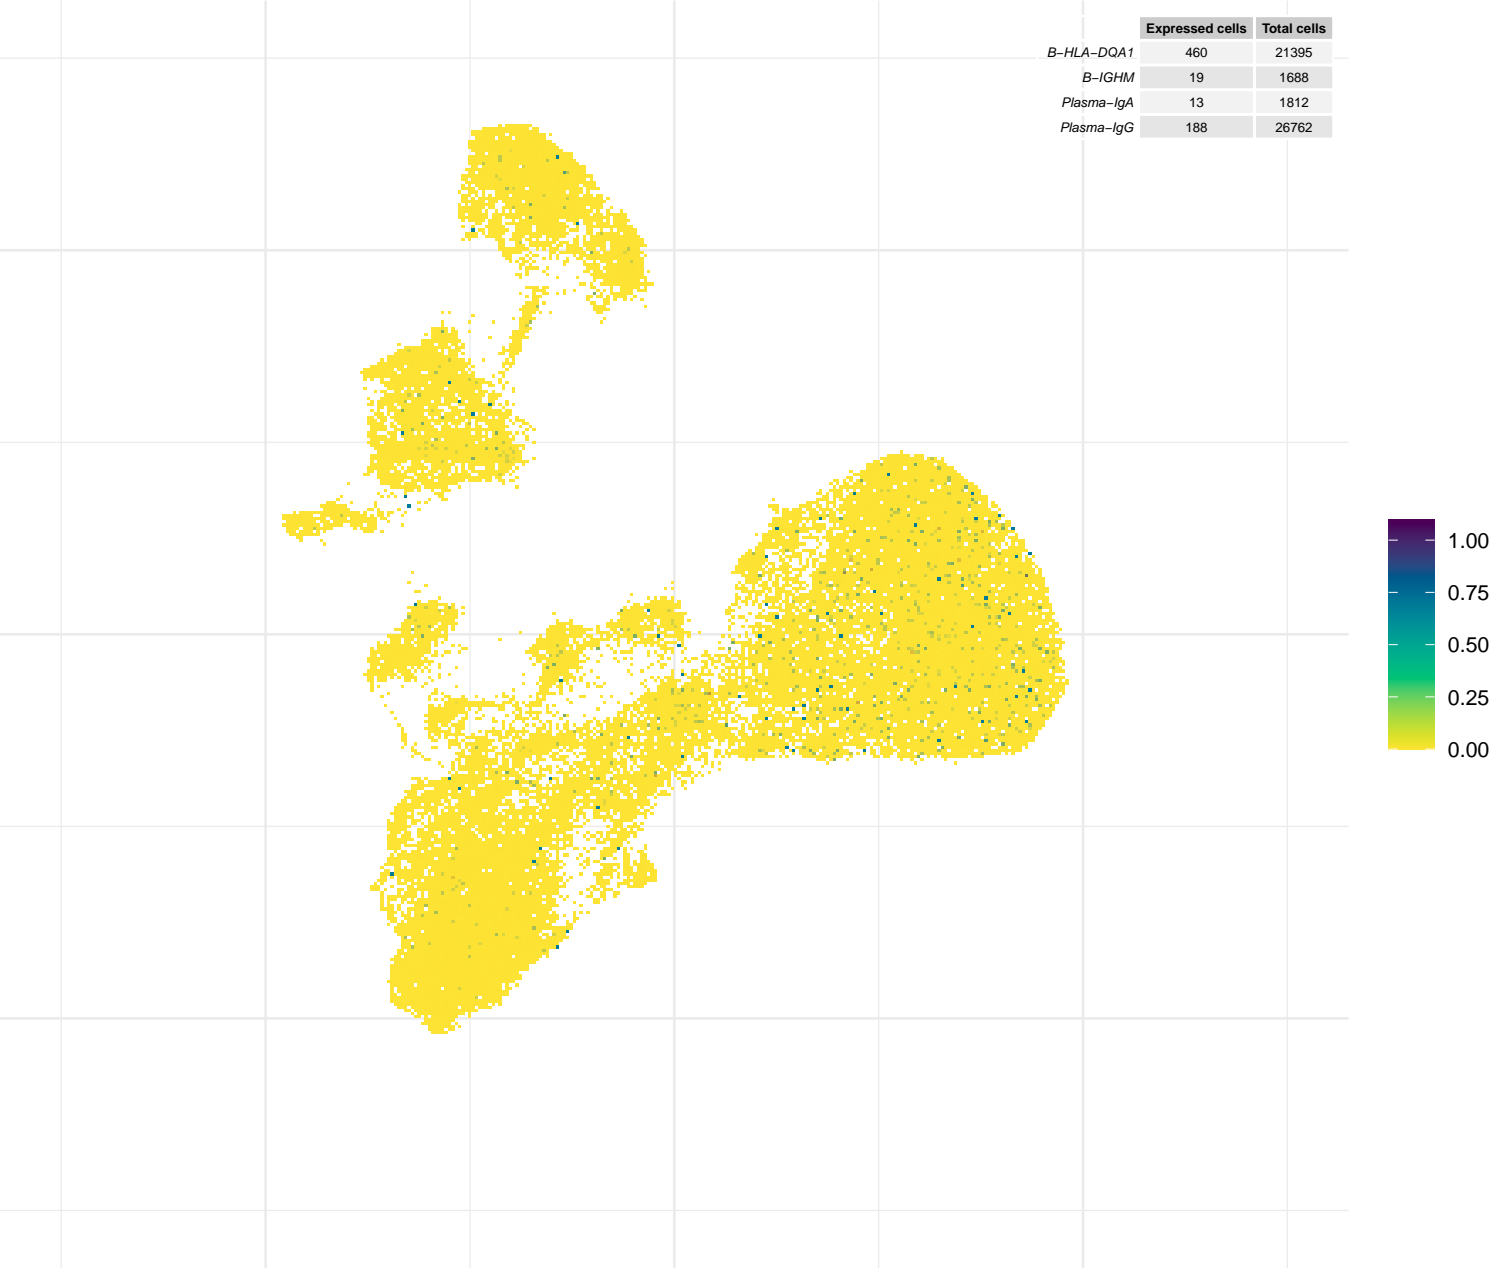 Expressed cells Total cells
B−HLA−DQA1 460 21395
B−IGHM 19 1688
Plasma−IgA 13 1812
Plasma−IgG 188 26762
1.00
0.75
0.50
0.25
0.00